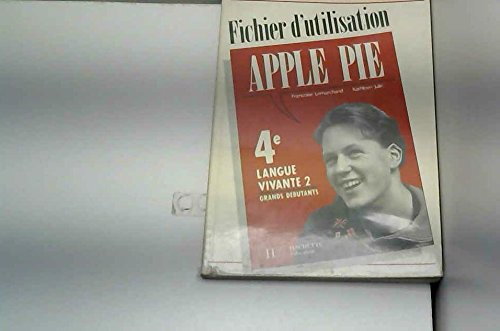 Fichier d'utilisation
APPLE PIE
Françoise Lemarchand Kathleen Julié
4e
LANGUE
VIVANTE 2
GRANDS DÉBUTANTS
H HACHETTE